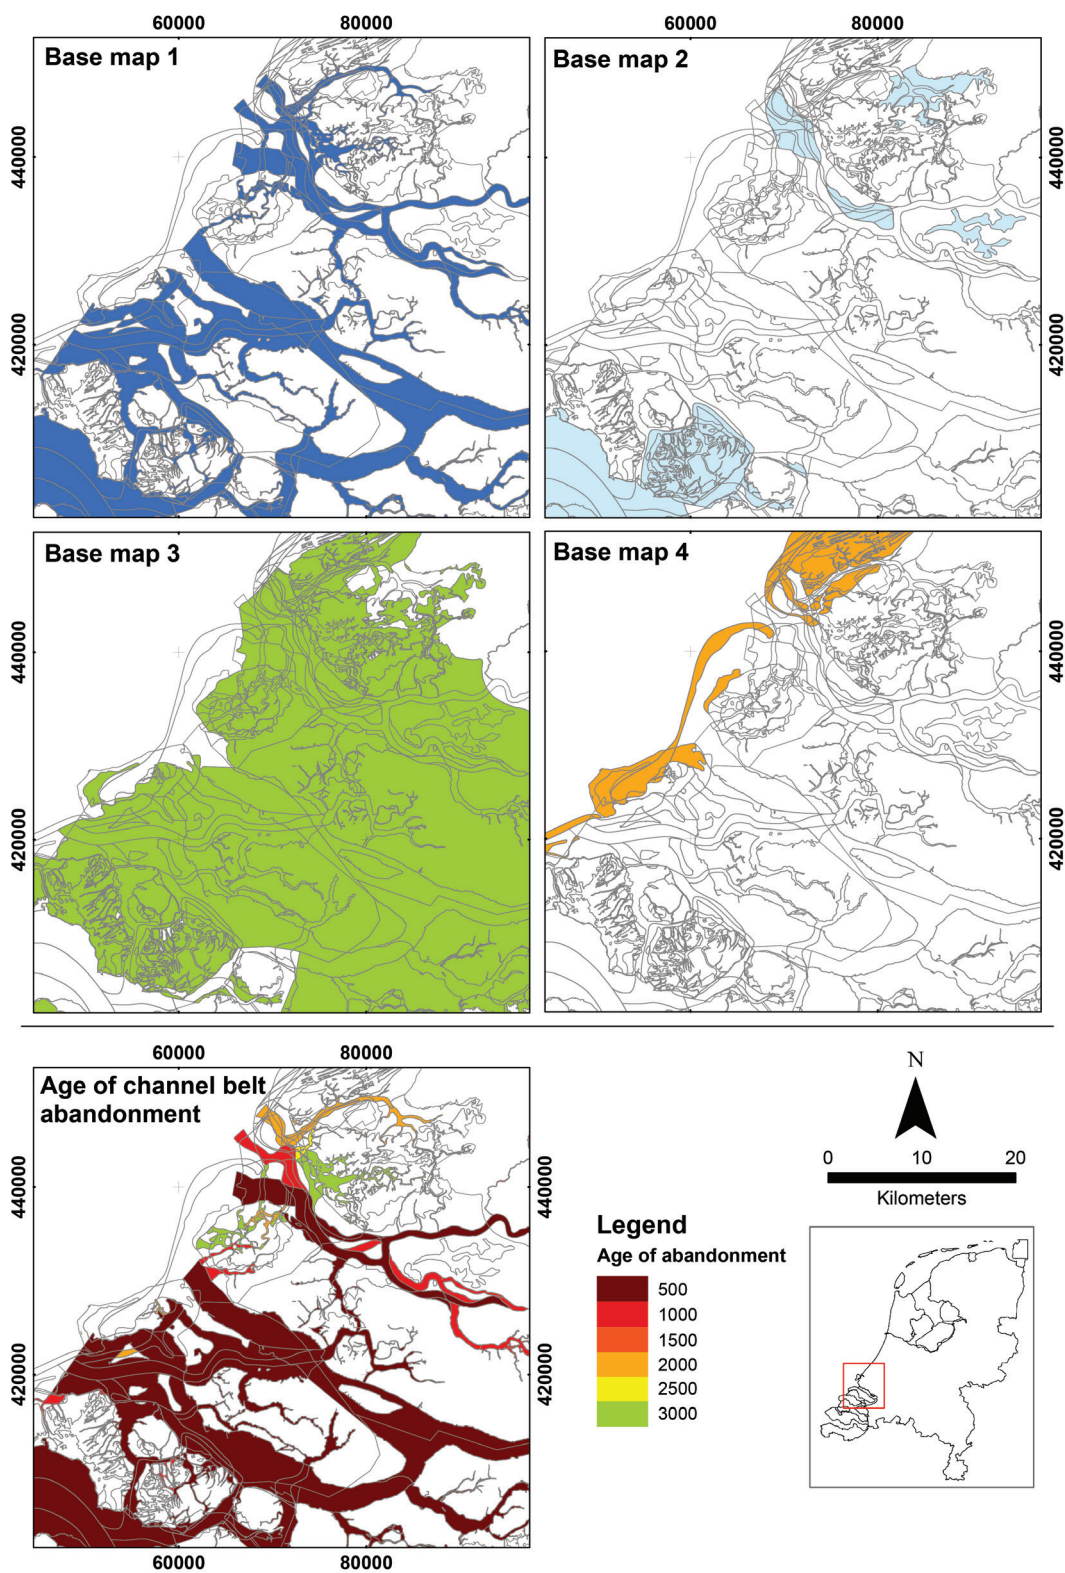 60000 80000 60000 80000
Base map 1
Base map 2
440000
420000
440000
420000
Base map 3
Base map 4
440000
420000
440000
420000
60000 80000
Age of channel belt
abandonment
440000
420000
440000
420000
60000 80000
N
0 10 20
Kilometers
Legend
Age of abandonment
500
1000
1500
2000
2500
3000